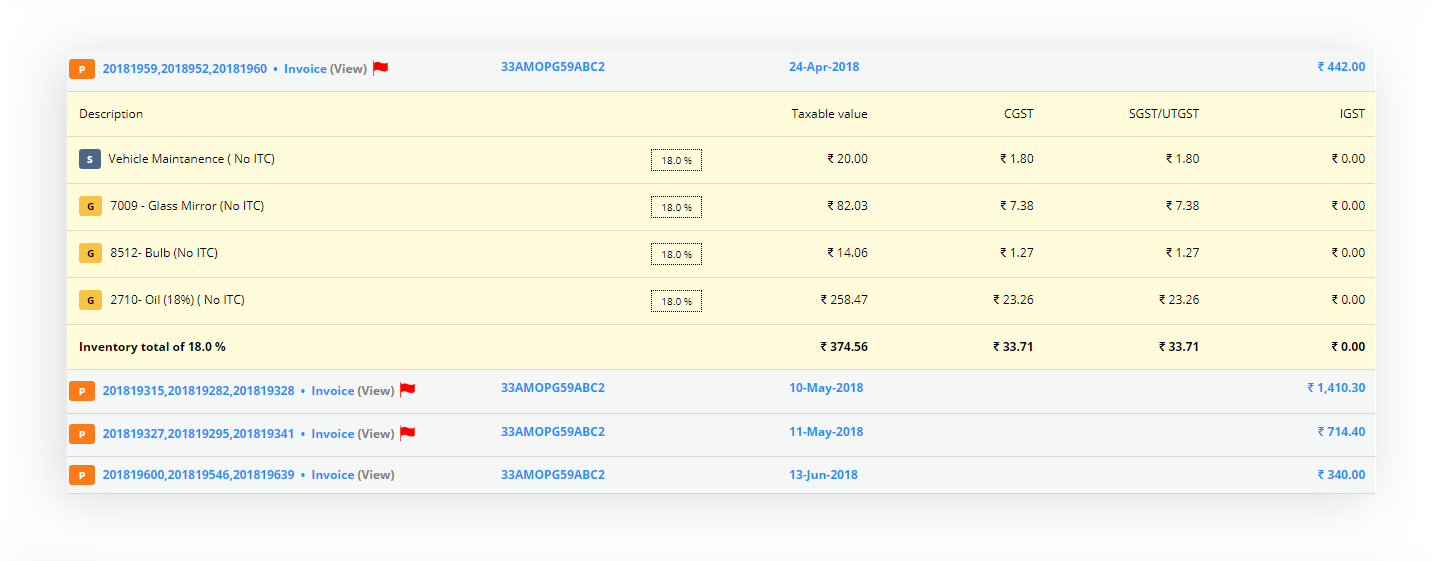 P 20181959,2018952,20181960 • Invoice (View) 33AMOPG59ABC2 24-Apr-2018 ₹ 442.00
Description Taxable value CGST SGST/UTGST IGST
S Vehicle Maintanence ( No ITC) 18.0 % ₹ 20.00 ₹ 1.80 ₹ 1.80 ₹ 0.00
G 7009 - Glass Mirror (No ITC) 18.0 % ₹ 82.03 ₹ 7.38 ₹ 7.38 ₹ 0.00
G 8512- Bulb (No ITC) 18.0 % ₹ 14.06 ₹ 1.27 ₹ 1.27 ₹ 0.00
G 2710- Oil (18%) ( No ITC) 18.0 % ₹ 258.47 ₹ 23.26 ₹ 23.26 ₹ 0.00
Inventory total of 18.0 % ₹ 374.56 ₹ 33.71 ₹ 33.71 ₹ 0.00
P 201819315,201819282,201819328 • Invoice (View) 33AMOPG59ABC2 10-May-2018 ₹ 1,410.30
P 201819327,201819295,201819341 • Invoice (View) 33AMOPG59ABC2 11-May-2018 ₹ 714.40
P 201819600,201819546,201819639 • Invoice (View) 33AMOPG59ABC2 13-Jun-2018 ₹ 340.00